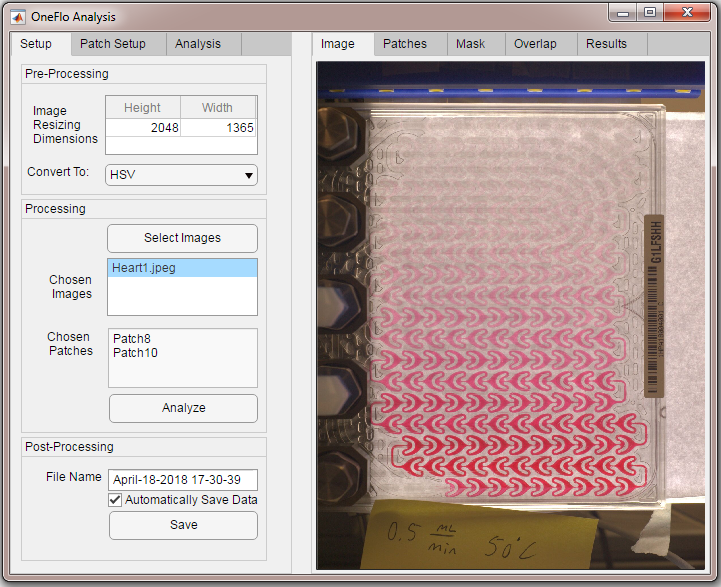 OneFlo Analysis
Setup
Patch Setup
Analysis
Pre-Processing
Image
Resizing
Dimensions
Height
Width
2048
1365
Convert To:
HSV
Processing
Select Images
Chosen
Images
Heart1.jpeg
Chosen
Patches
Patch8
Patch10
Analyze
Post-Processing
File Name
April-18-2018 17-30-39
Automatically Save Data
Save
Image
Patches
Mask
Overlap
Results
G1LFSHH
0.5 mL
min
50°C